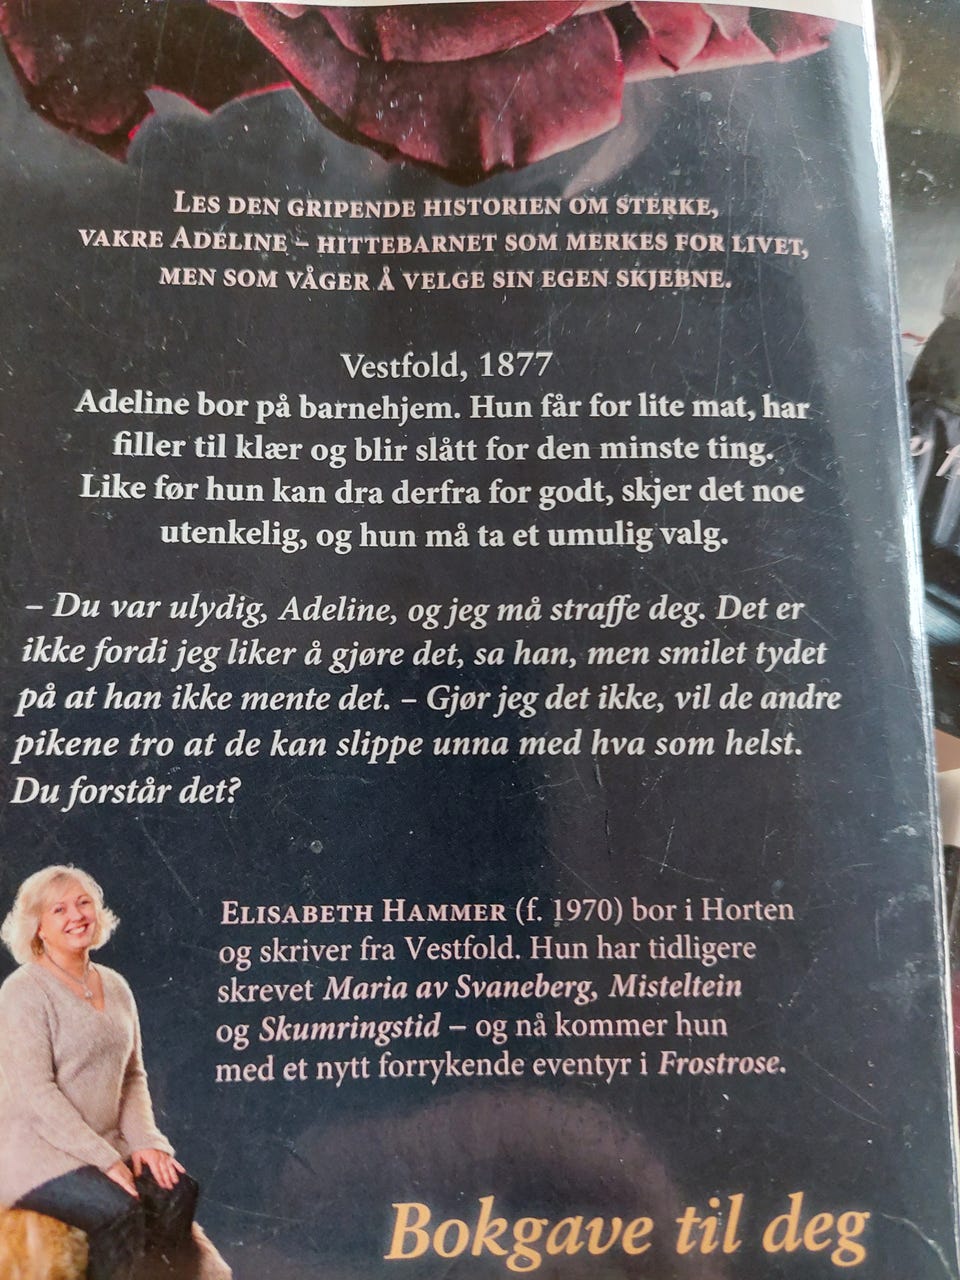 LES DEN GRIPENDE HISTORIEN OM STERKE,
VAKRE ADELINE – HITTEBARNET SOM MERKES FOR LIVET,
MEN SOM VÅGER Å VELGE SIN EGEN SKJEBNE.
Vestfold, 1877
Adeline bor på barnehjem. Hun får for lite mat, har
filler til klær og blir slått for den minste ting.
Like før hun kan dra derfra for godt, skjer det noe
utenkelig, og hun må ta et umulig valg.
– Du var ulydig, Adeline, og jeg må straffe deg. Det er
ikke fordi jeg liker å gjøre det, sa han, men smilet tydet
på at han ikke mente det. – Gjør jeg det ikke, vil de andre
pikene tro at de kan slippe unna med hva som helst.
Du forstår det?
ELISABETH HAMMER (f. 1970) bor i Horten
og skriver fra Vestfold. Hun har tidligere
skrevet Maria av Svaneberg, Misteltein
og Skumringstid – og nå kommer hun
med et nytt forrykende eventyr i Frostrose.
Bokgave til deg